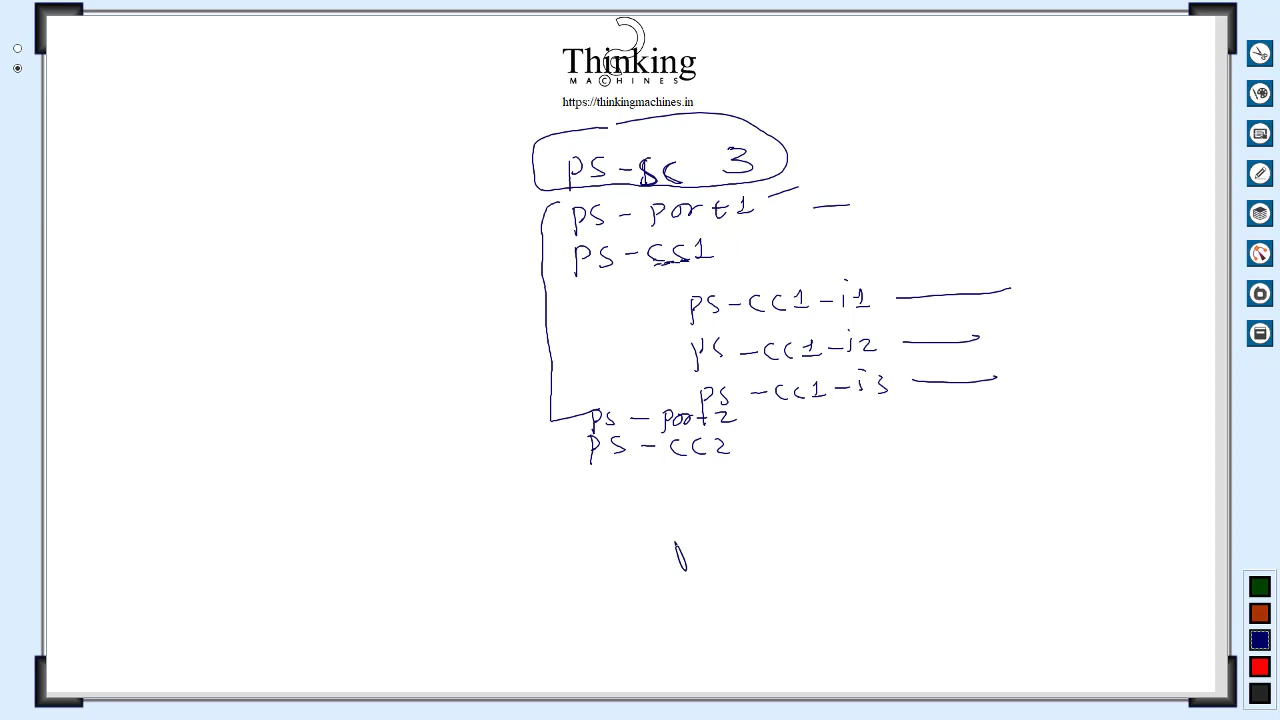 Thinking
MACHINES
https://thinkingmachines.in
ps-sc 3
ps-port1
ps-cc1
ps-cc1-i1
ps-cc1-i2
ps-cc1-i3
ps-port2
ps-cc2